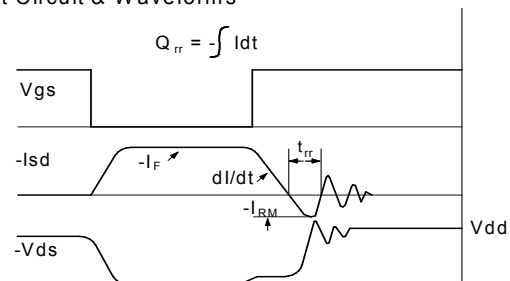 t Circuit & Waveforms
Q rr = -∫ Idt
Vgs
-Isd
-I F
dI/dt
t rr
-I RM
Vdd
-Vds